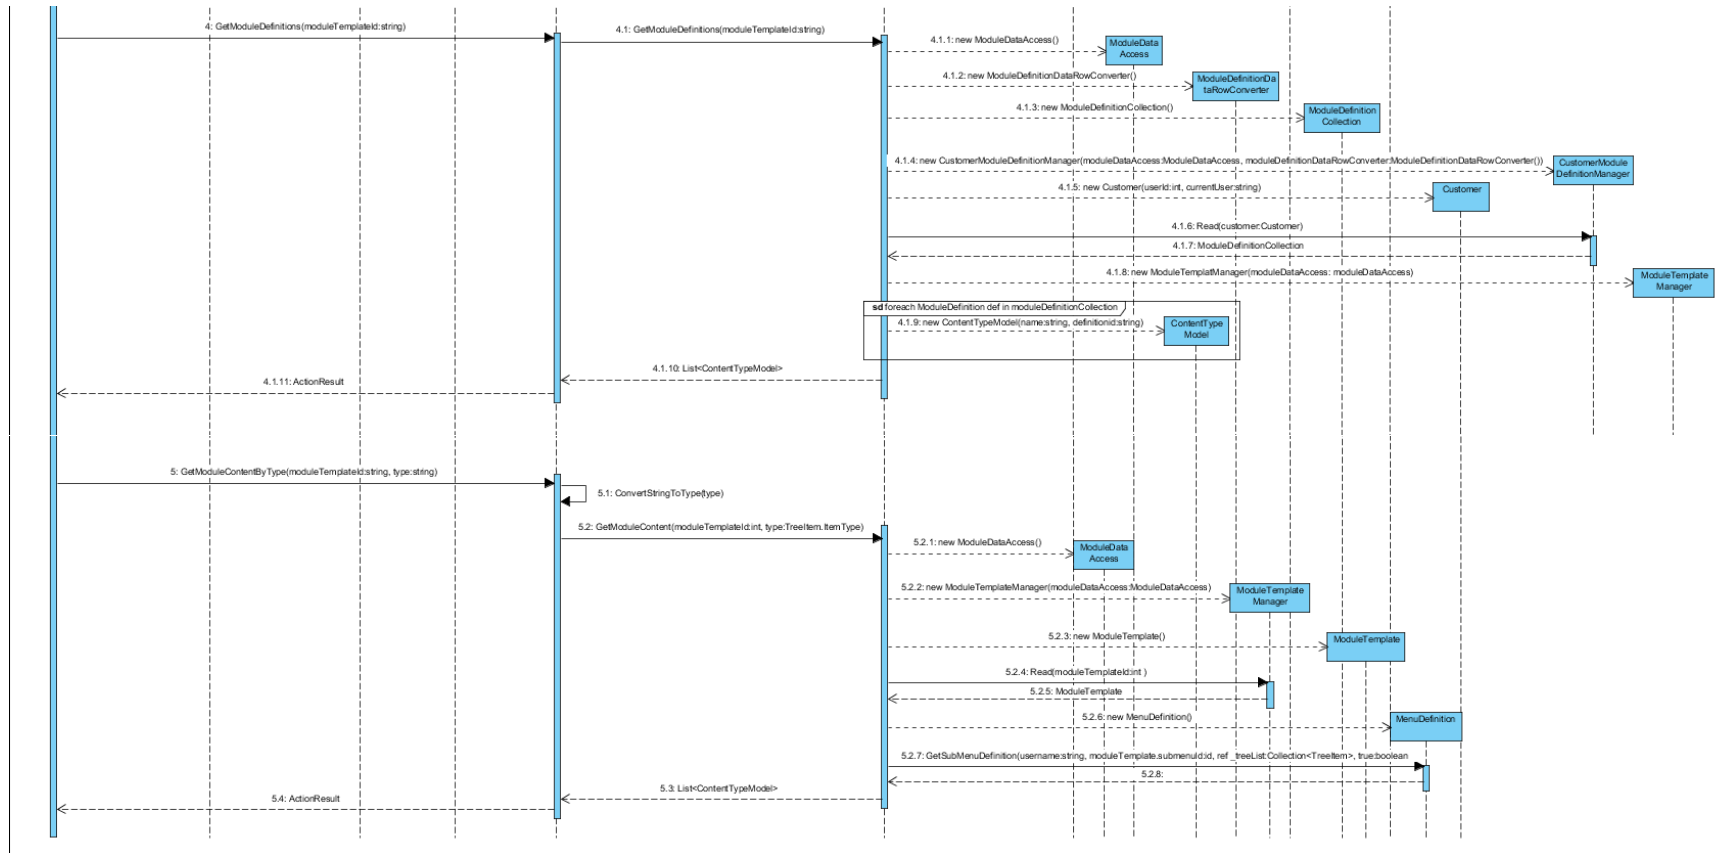 4: GetModuleDefinitions(moduleTemplateId:string)
4.1: GetModuleDefinitions(moduleTemplateId:string)
4.1.1: new ModuleDataAccess()
ModuleData
Access
4.1.2: new ModuleDefinitionDataRowConverter()
ModuleDefinitionDa
taRowConverter
4.1.3: new ModuleDefinitionCollection()
ModuleDefinition
Collection
4.1.4: new CustomerModuleDefinitionManager(moduleDataAccess:ModuleDataAccess, moduleDefinitionDataRowConverter:ModuleDefinitionDataRowConverter())
CustomerModule
DefinitionManager
4.1.5: new Customer(userId:int, currentUser:string)
Customer
4.1.6: Read(customer:Customer)
4.1.7: ModuleDefinitionCollection
4.1.8: new ModuleTemplatManager(moduleDataAccess: moduleDataAccess)
ModuleTemplate
Manager
sd foreach ModuleDefinition def in moduleDefinitionCollection
4.1.9: new ContentTypeModel(name:string, definitionid:string)
ContentType
Model
4.1.10: List<ContentTypeModel>
4.1.11: ActionResult
5: GetModuleContentByType(moduleTemplateId:string, type:string)
5.1: ConvertStringToType(type)
5.2: GetModuleContent(moduleTemplateId:int, type:TreeItem.ItemType)
5.2.1: new ModuleDataAccess()
ModuleData
Access
5.2.2: new ModuleTemplateManager(moduleDataAccess:ModuleDataAccess)
ModuleTemplate
Manager
5.2.3: new ModuleTemplate()
ModuleTemplate
5.2.4: Read(moduleTemplateId:int )
5.2.5: ModuleTemplate
5.2.6: new MenuDefinition()
MenuDefinition
5.2.7: GetSubMenuDefinition(username:string, moduleTemplate.submenuId:id, ref _treeList:Collection<TreeItem>, true:boolean
5.2.8:
5.3: List<ContentTypeModel>
5.4: ActionResult